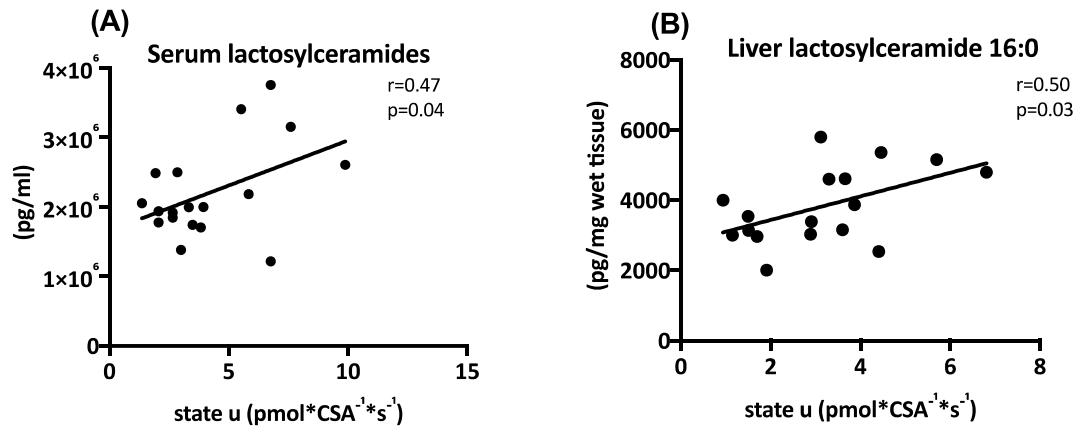 (A)
Serum lactosylceramides
r=0.47
p=0.04
4×10⁶
3×10⁶
2×10⁶
1×10⁶
0
(pg/ml)
0 5 10 15
state u (pmol*CSA⁻¹*s⁻¹)
(B)
Liver lactosylceramide 16:0
r=0.50
p=0.03
8000
6000
4000
2000
0
(pg/mg wet tissue)
0 2 4 6 8
state u (pmol*CSA⁻¹*s⁻¹)